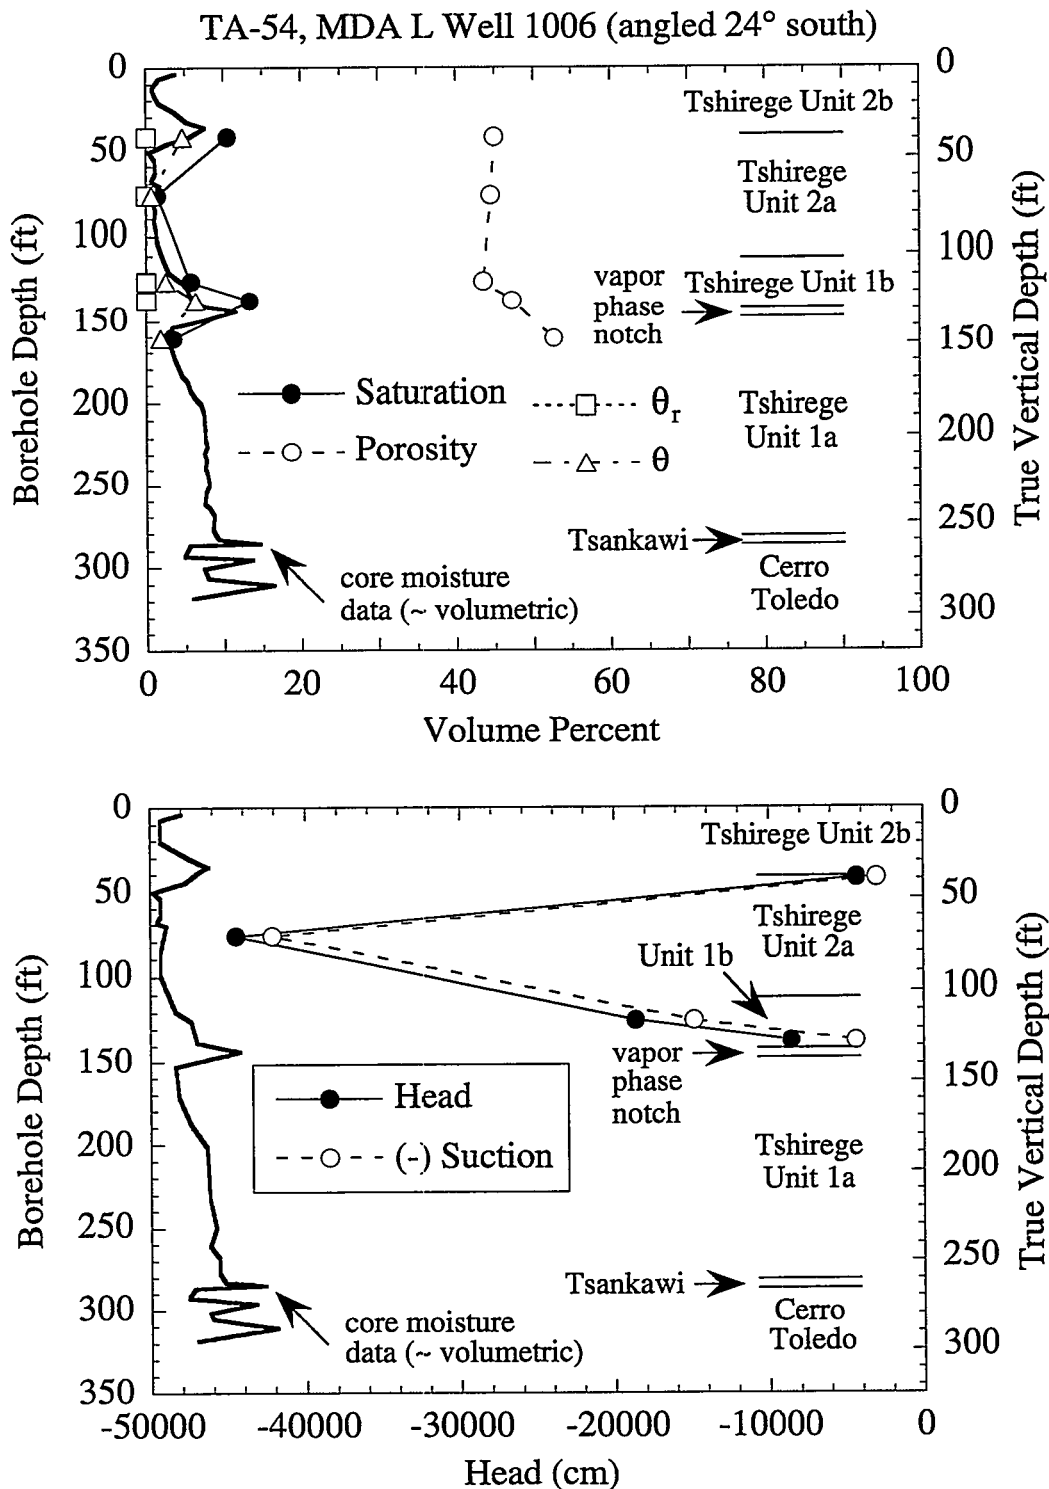 TA-54, MDA L Well 1006 (angled 24° south)
0
50
100
150
200
250
300
350
Borehole Depth (ft)
0
50
100
150
200
250
300
True Vertical Depth (ft)
Tshirege Unit 2b
Tshirege
Unit 2a
Tshirege Unit 1b
vapor
phase
notch
Saturation
Porosity
θr
θ
Tshirege
Unit 1a
Tsankawi
Cerro
Toledo
core moisture
data (~ volumetric)
0 20 40 60 80 100
Volume Percent
0
50
100
150
200
250
300
350
Borehole Depth (ft)
0
50
100
150
200
250
300
True Vertical Depth (ft)
Tshirege Unit 2b
Tshirege
Unit 2a
Unit 1b
vapor
phase
notch
Head
(-) Suction
Tshirege
Unit 1a
Tsankawi
Cerro
Toledo
core moisture
data (~ volumetric)
-50000 -40000 -30000 -20000 -10000 0
Head (cm)